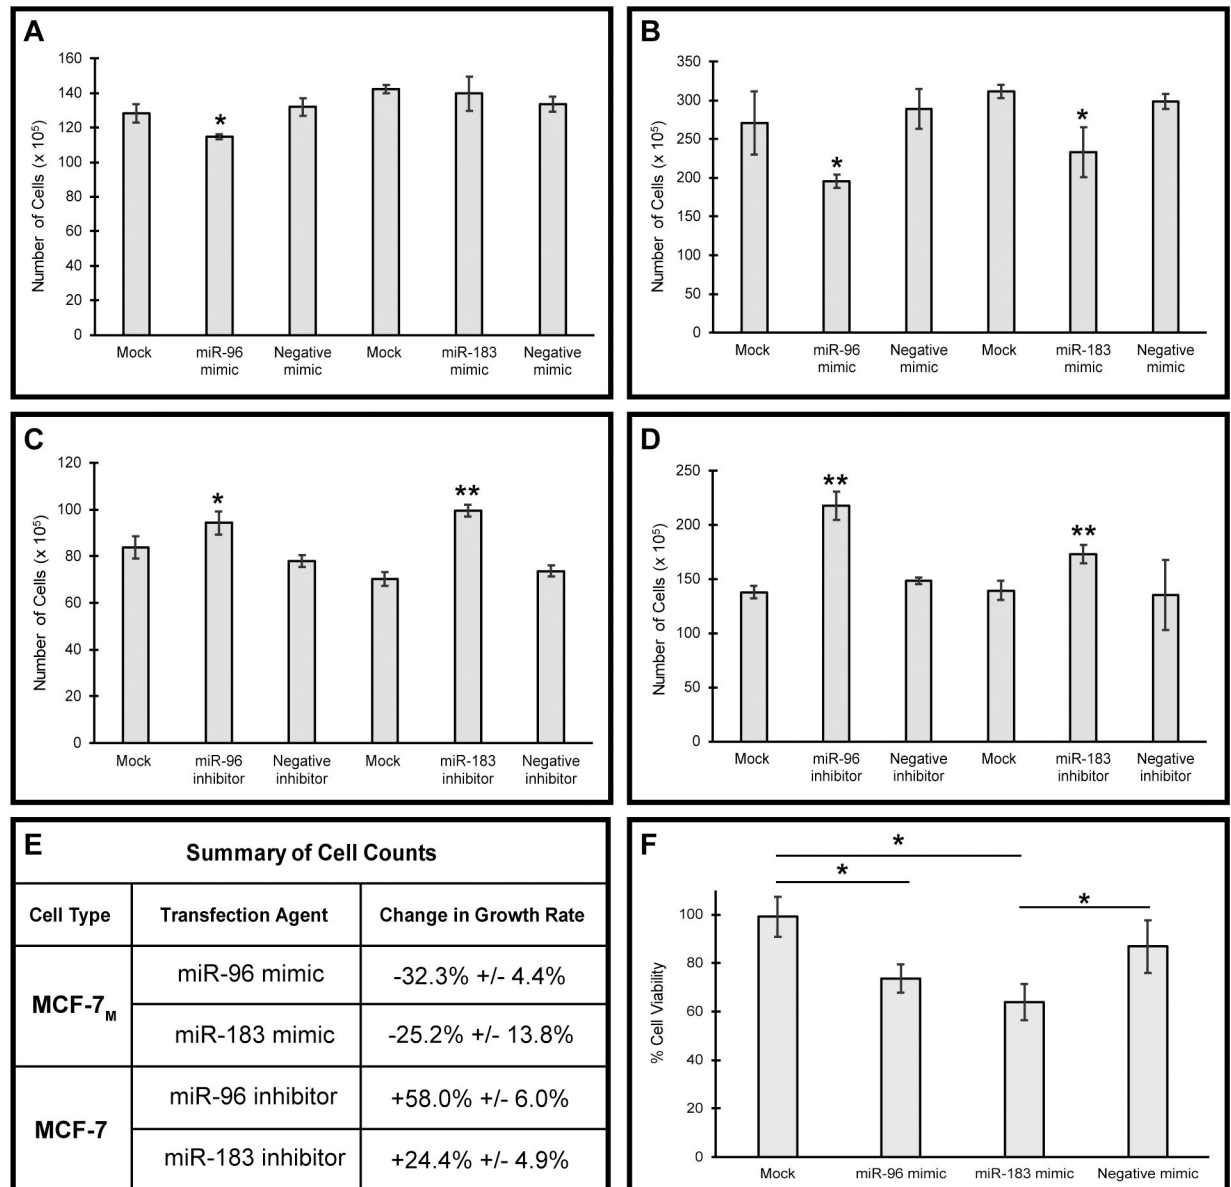 A
160
140
120
100
80
60
40
20
0
Number of Cells (x 10⁵)
*
Mock miR-96 Negative Mock miR-183 Negative
mimic mimic mimic mimic
B
350
300
250
200
150
100
50
0
Number of Cells (x 10⁵)
* *
Mock miR-96 Negative Mock miR-183 Negative
mimic mimic mimic mimic
C
120
100
80
60
40
20
0
Number of Cells (x 10⁵)
* **
Mock miR-96 Negative Mock miR-183 Negative
inhibitor inhibitor inhibitor inhibitor
D
250
200
150
100
50
0
Number of Cells (x 10⁵)
** **
Mock miR-96 Negative Mock miR-183 Negative
inhibitor inhibitor inhibitor inhibitor
E
Summary of Cell Counts
Cell Type Transfection Agent Change in Growth Rate
MCF-7M
miR-96 mimic -32.3% +/- 4.4%
miR-183 mimic -25.2% +/- 13.8%
MCF-7
miR-96 inhibitor +58.0% +/- 6.0%
miR-183 inhibitor +24.4% +/- 4.9%
F
*
*
*
100
80
60
40
20
0
% Cell Viability
Mock miR-96 mimic miR-183 mimic Negative mimic